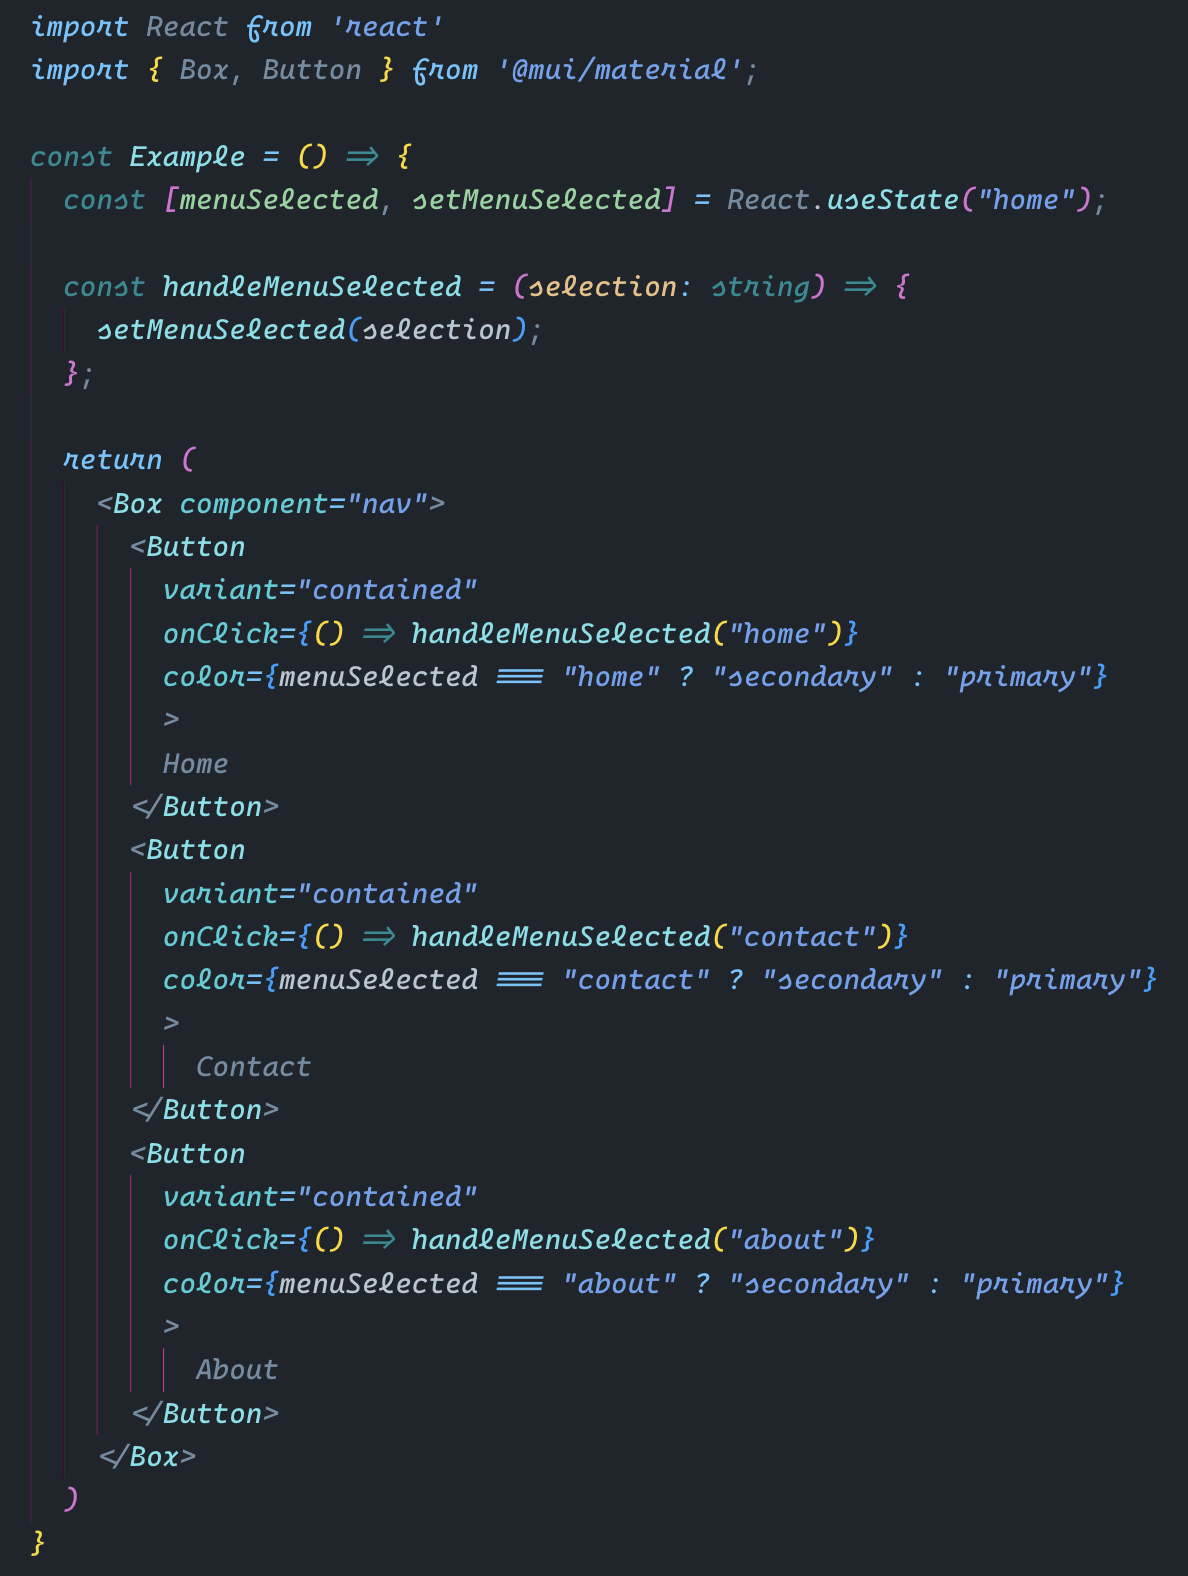 import React from 'react'
import { Box, Button } from '@mui/material';

const Example = () => {
  const [menuSelected, setMenuSelected] = React.useState("home");

  const handleMenuSelected = (selection: string) => {
    setMenuSelected(selection);
  };

  return (
    <Box component="nav">
      <Button
        variant="contained"
        onClick={() => handleMenuSelected("home")}
        color={menuSelected === "home" ? "secondary" : "primary"}
        >
        Home
      </Button>
      <Button
        variant="contained"
        onClick={() => handleMenuSelected("contact")}
        color={menuSelected === "contact" ? "secondary" : "primary"}
        >
          Contact
      </Button>
      <Button
        variant="contained"
        onClick={() => handleMenuSelected("about")}
        color={menuSelected === "about" ? "secondary" : "primary"}
        >
          About
      </Button>
    </Box>
  )
}